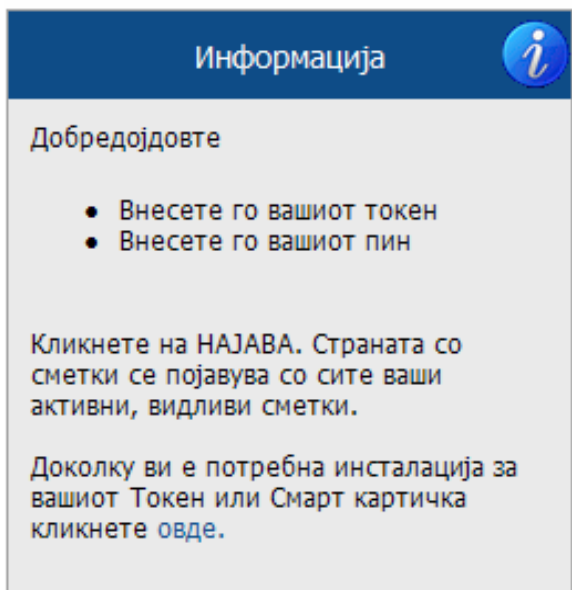 Информација
Добредојдовте
• Внесете го вашиот токен
• Внесете го вашиот пин
Кликнете на НАЈАВА. Страната со
сметки се појавува со сите ваши
активни, видливи сметки.
Доколку ви е потребна инсталација за
вашиот Токен или Смарт картичка
кликнете овде.